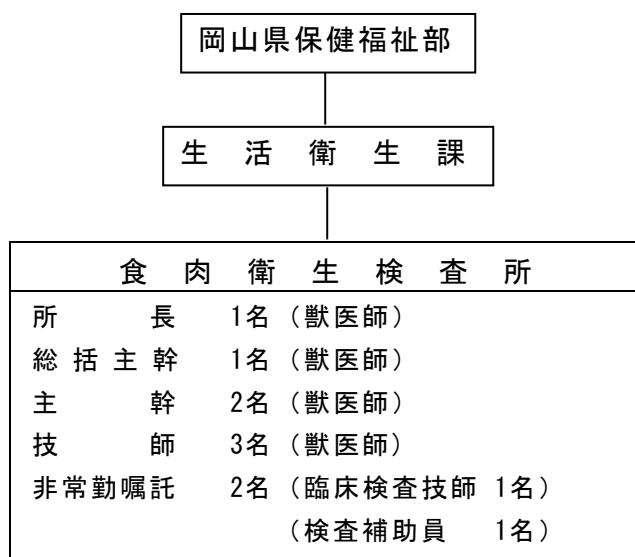 岡山県保健福祉部
生活衛生課
食肉衛生検査所
所長 1名（獣医師）
総括主幹 1名（獣医師）
主幹 2名（獣医師）
技師 3名（獣医師）
非常勤嘱託 2名（臨床検査技師 1名）
（検査補助員 1名）